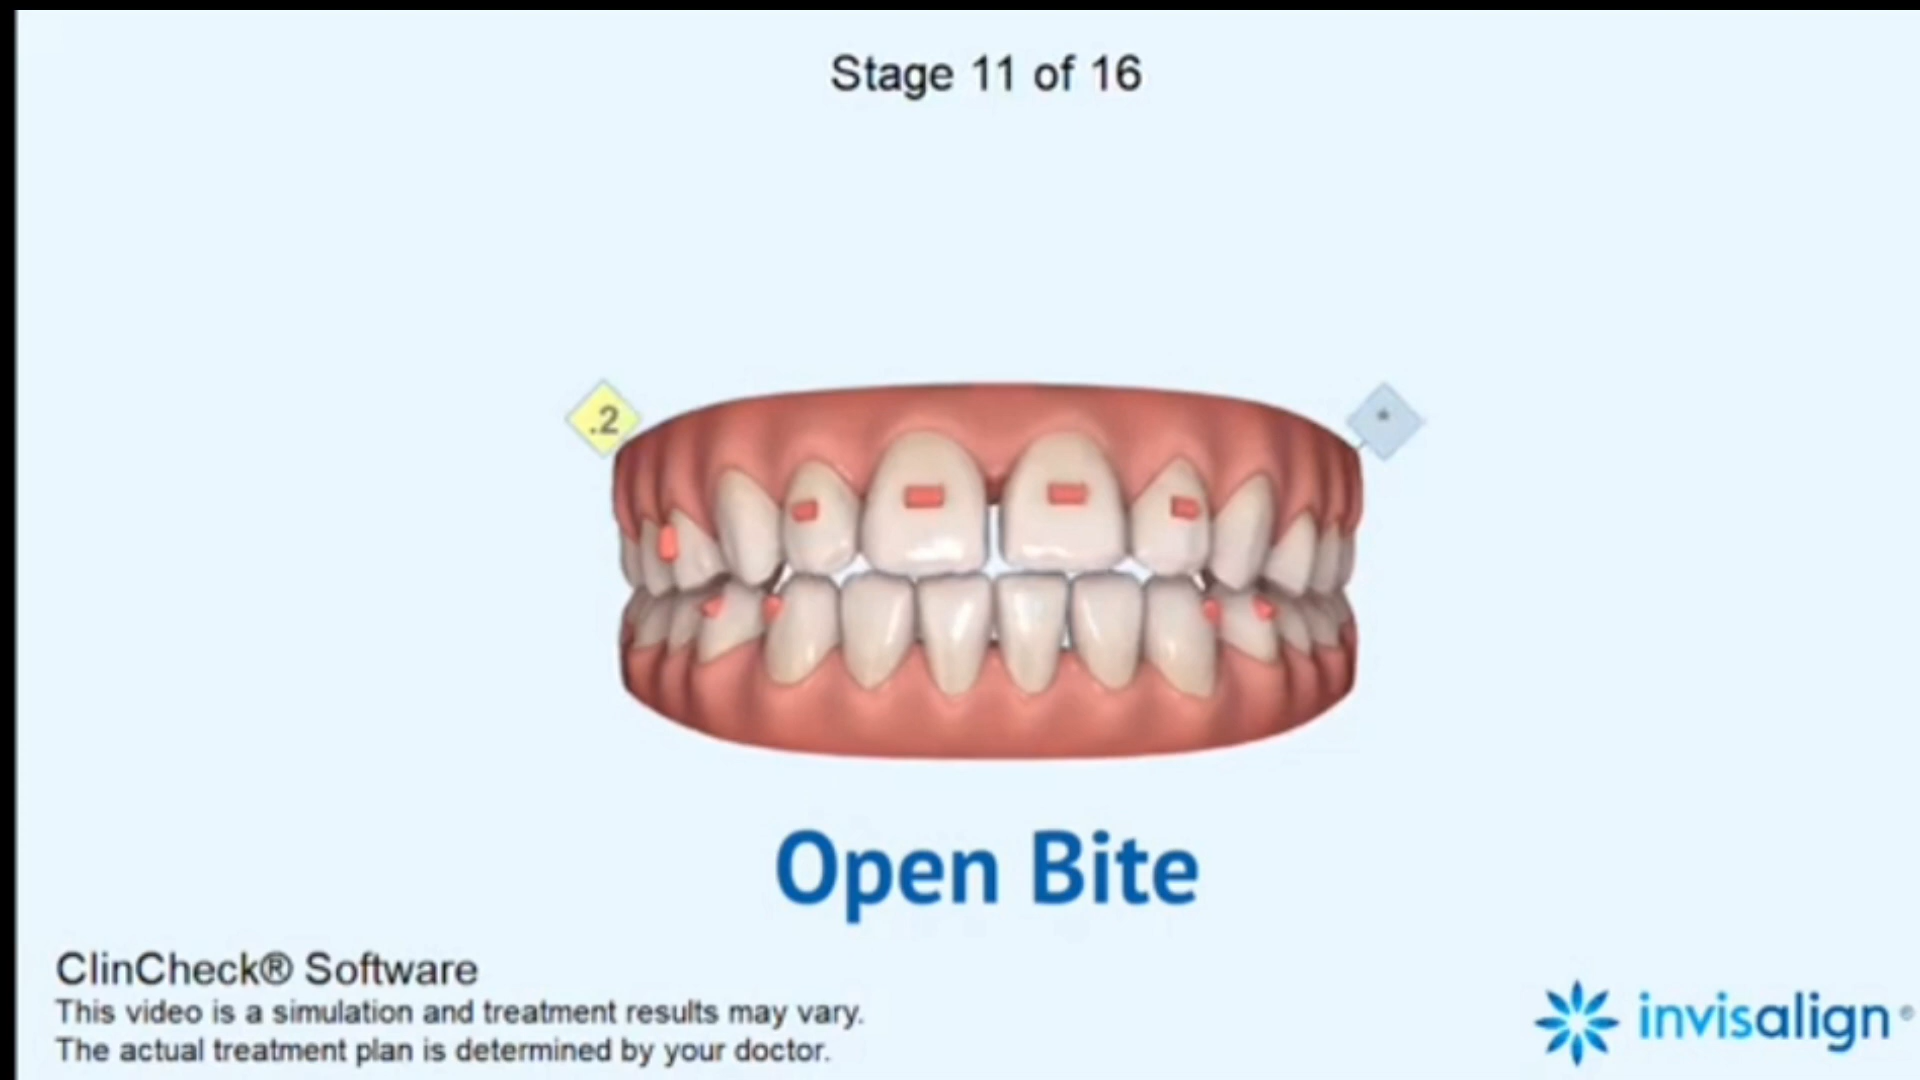 Stage 11 of 16
.2
*
Open Bite
ClinCheck® Software
This video is a simulation and treatment results may vary.
The actual treatment plan is determined by your doctor.
invisalign®